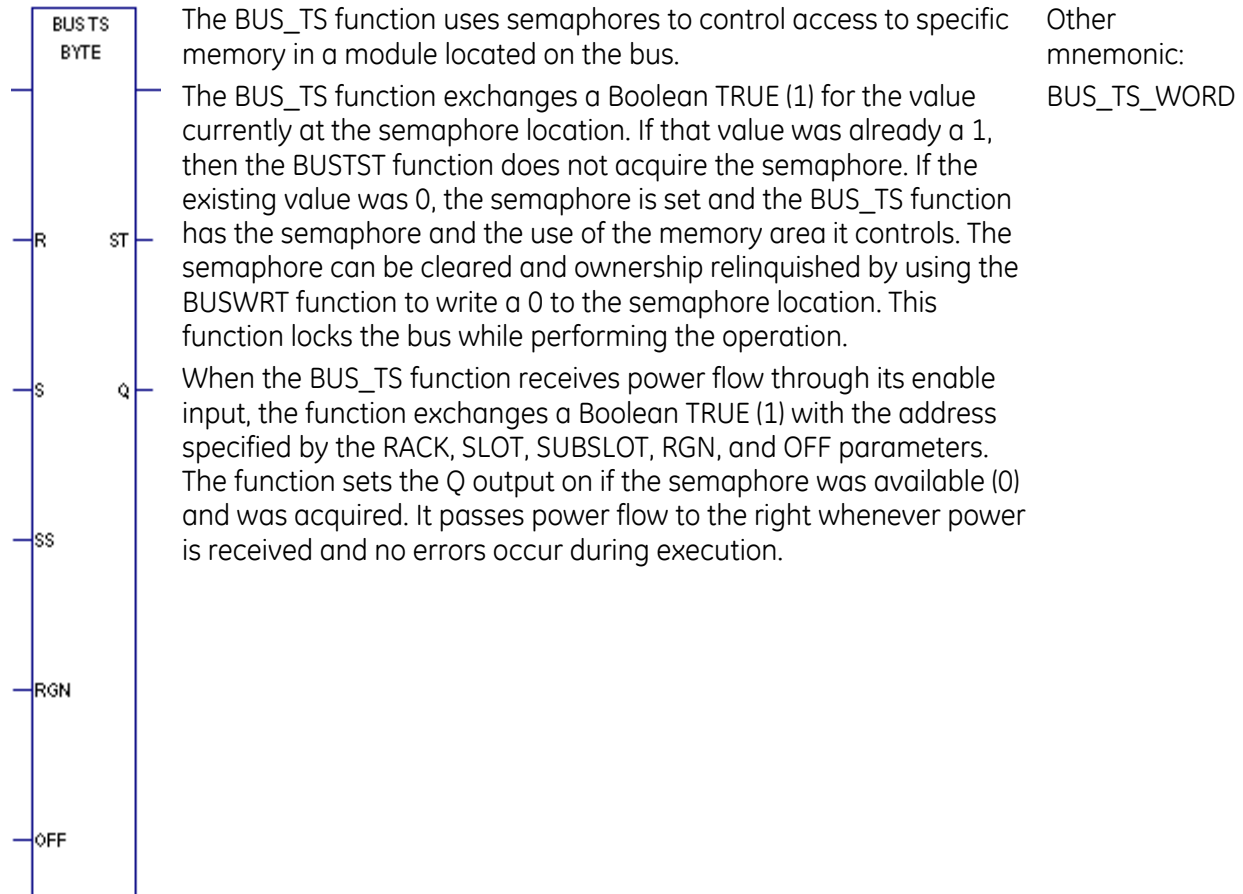 BUS TS
BYTE
R
ST
S
Q
SS
RGN
OFF
The BUS_TS function uses semaphores to control access to specific
memory in a module located on the bus.
The BUS_TS function exchanges a Boolean TRUE (1) for the value
currently at the semaphore location. If that value was already a 1,
then the BUSTST function does not acquire the semaphore. If the
existing value was 0, the semaphore is set and the BUS_TS function
has the semaphore and the use of the memory area it controls. The
semaphore can be cleared and ownership relinquished by using the
BUSWRT function to write a 0 to the semaphore location. This
function locks the bus while performing the operation.
When the BUS_TS function receives power flow through its enable
input, the function exchanges a Boolean TRUE (1) with the address
specified by the RACK, SLOT, SUBSLOT, RGN, and OFF parameters.
The function sets the Q output on if the semaphore was available (0)
and was acquired. It passes power flow to the right whenever power
is received and no errors occur during execution.
Other
mnemonic:
BUS_TS_WORD